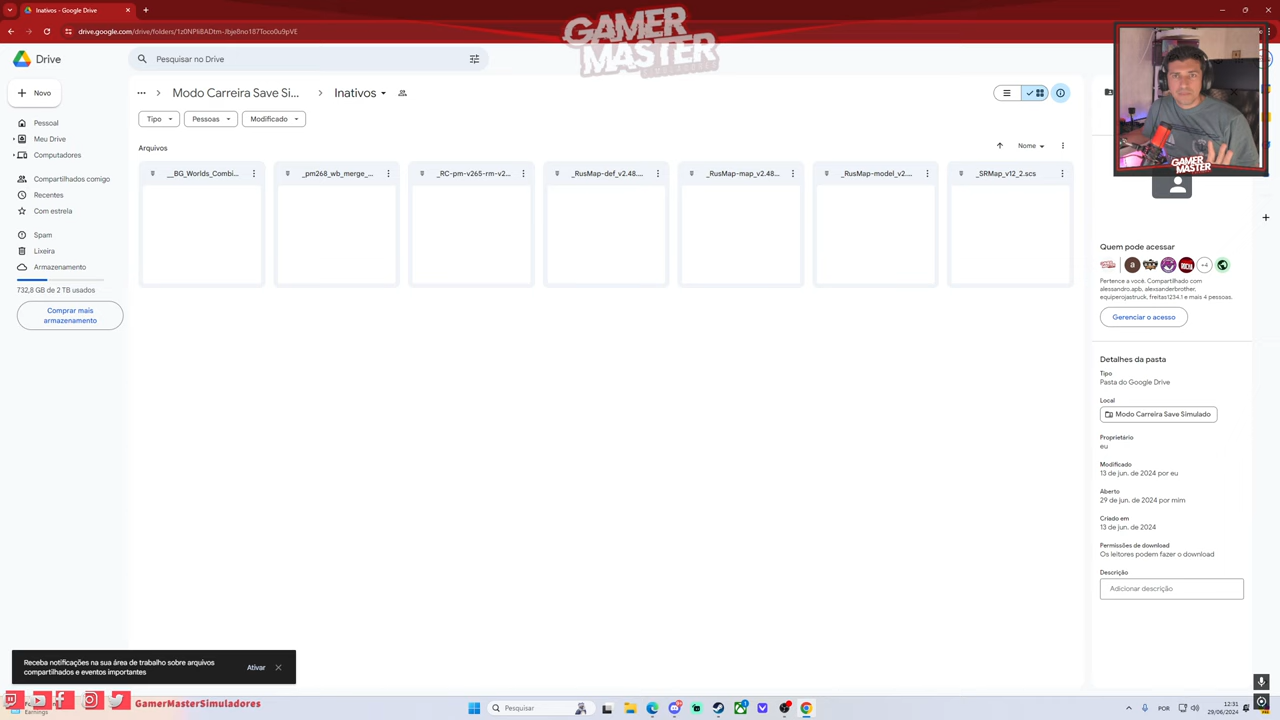 Inativos – Google Drive
drive.google.com/drive/folders/
GAMER
MASTER
Drive
Pesquisar no Drive
Novo
Modo Carreira Save Si...
Inativos
Tipo
Pessoas
Modificado
Pessoal
Meu Drive
Computadores
Compartilhados comigo
Recentes
Com estrela
Spam
Lixeira
Armazenamento
732,8 GB de 2 TB usados
Comprar mais
armazenamento
Arquivos
Nome
__BG_Worlds_Combi...
_pm268_wb_merge_...
_RusMap-def_v2.48....
_RusMap-map_v2.48...
_RusMap-model_v2....
_SRMap_v12_2.scs
GAMER
MASTER
Quem pode acessar
a
+4
Pertence a você. Compartilhado com
alessandro.apb, alexsanderbrother,
equiperojastruck, freitas1234.1 e mais 4 pessoas.
Gerenciar o acesso
Detalhes da pasta
Tipo
Pasta do Google Drive
Local
Modo Carreira Save Simulado
Proprietário
eu
Modificado
13 de jun. de 2024 por eu
Aberto
29 de jun. de 2024 por mim
Criado em
13 de jun. de 2024
Permissões de download
Os leitores podem fazer o download
Descrição
Adicionar descrição
Receba notificações na sua área de trabalho sobre arquivos
compartilhados e eventos importantes
Ativar
GamerMasterSimuladores
Earnings
Pesquisar
POR
12:31
29/06/2024